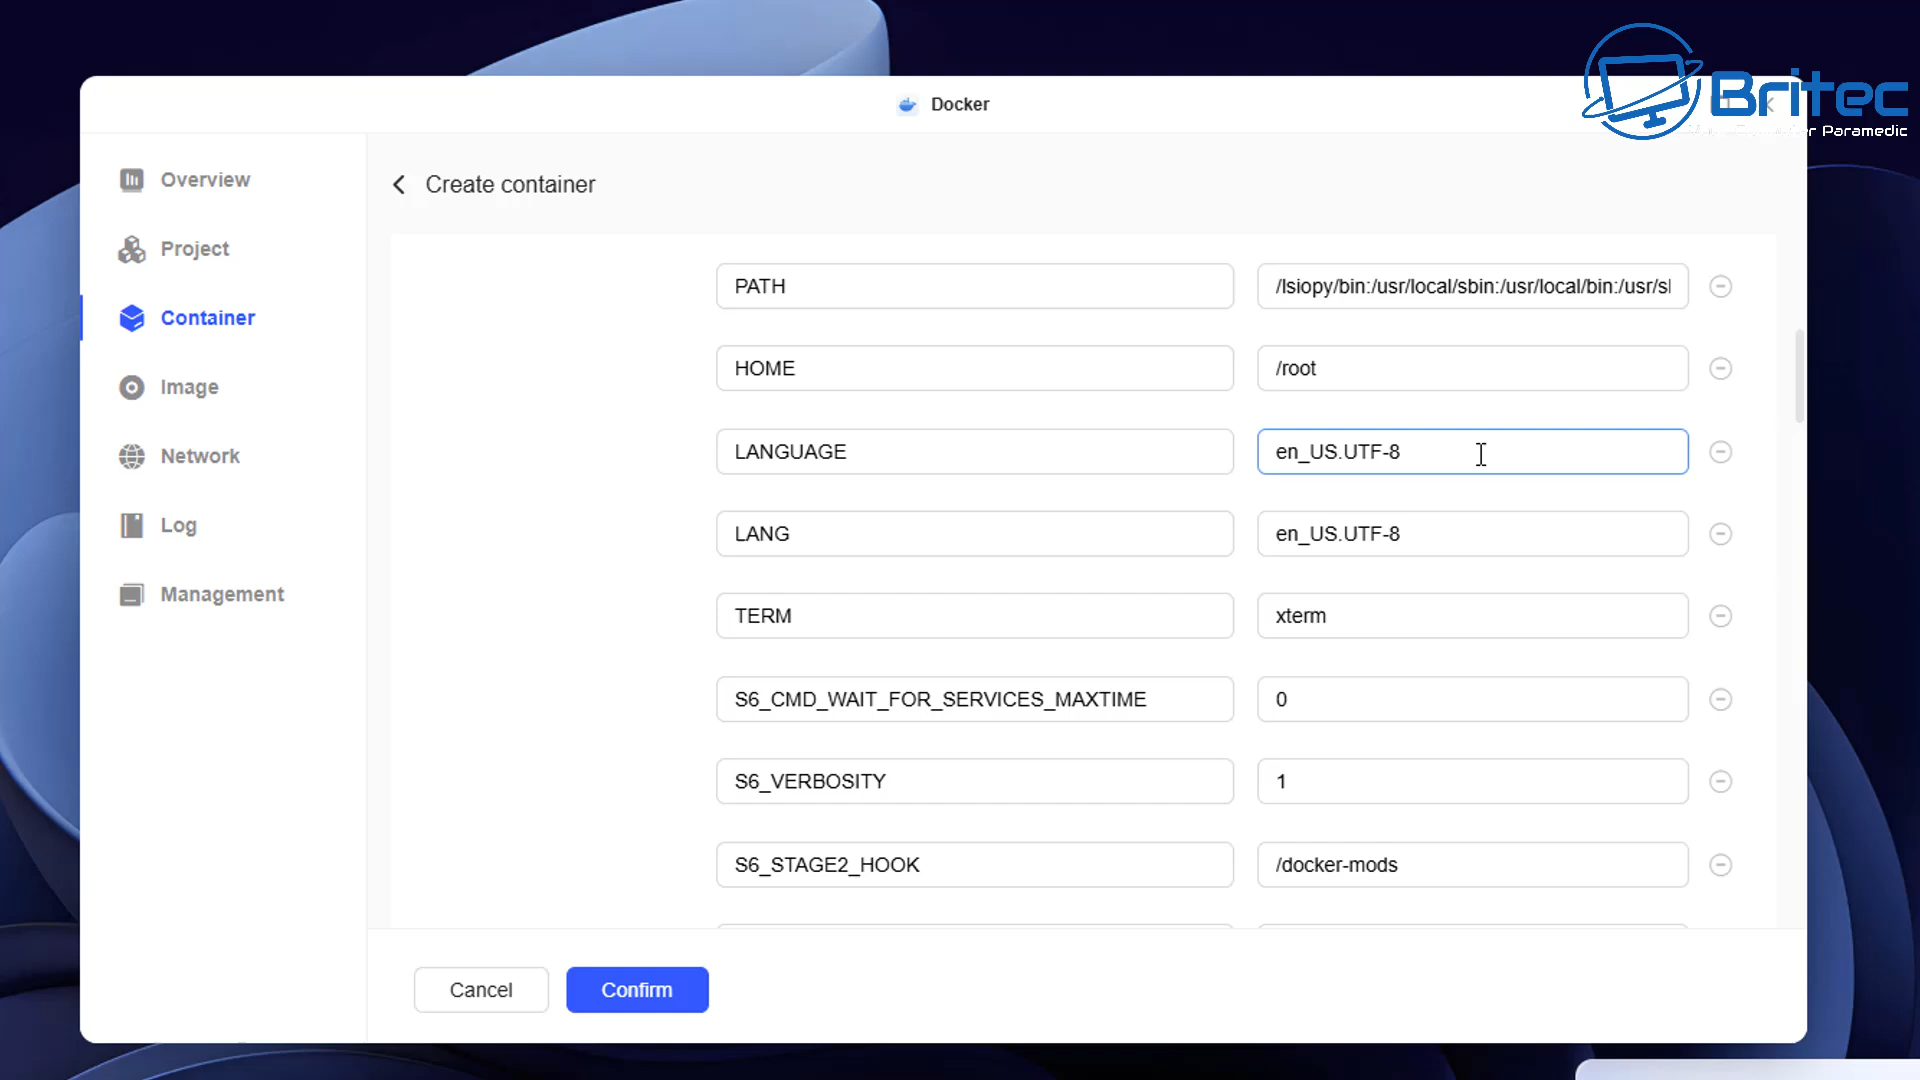 Britec
r Paramedic
Docker
Overview
Project
Container
Image
Network
Log
Management
Create container
PATH
/lsiopy/bin:/usr/local/sbin:/usr/local/bin:/usr/sl
HOME
/root
LANGUAGE
en_US.UTF-8
LANG
en_US.UTF-8
TERM
xterm
S6_CMD_WAIT_FOR_SERVICES_MAXTIME
0
S6_VERBOSITY
1
S6_STAGE2_HOOK
/docker-mods
Cancel
Confirm